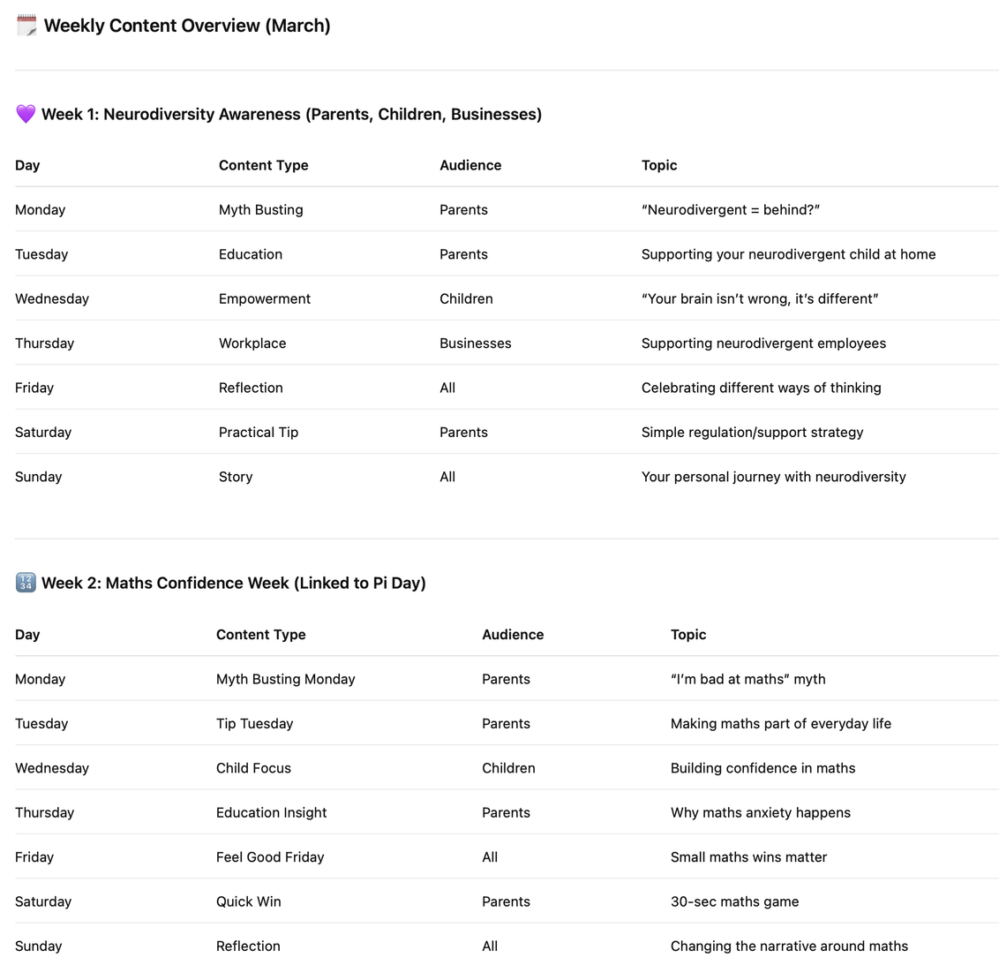 Weekly Content Overview (March)
Week 1: Neurodiversity Awareness (Parents, Children, Businesses)
Day Content Type Audience Topic
Monday Myth Busting Parents “Neurodivergent = behind?”
Tuesday Education Parents Supporting your neurodivergent child at home
Wednesday Empowerment Children “Your brain isn’t wrong, it’s different”
Thursday Workplace Businesses Supporting neurodivergent employees
Friday Reflection All Celebrating different ways of thinking
Saturday Practical Tip Parents Simple regulation/support strategy
Sunday Story All Your personal journey with neurodiversity
1234 Week 2: Maths Confidence Week (Linked to Pi Day)
Day Content Type Audience Topic
Monday Myth Busting Monday Parents “I’m bad at maths” myth
Tuesday Tip Tuesday Parents Making maths part of everyday life
Wednesday Child Focus Children Building confidence in maths
Thursday Education Insight Parents Why maths anxiety happens
Friday Feel Good Friday All Small maths wins matter
Saturday Quick Win Parents 30-sec maths game
Sunday Reflection All Changing the narrative around maths